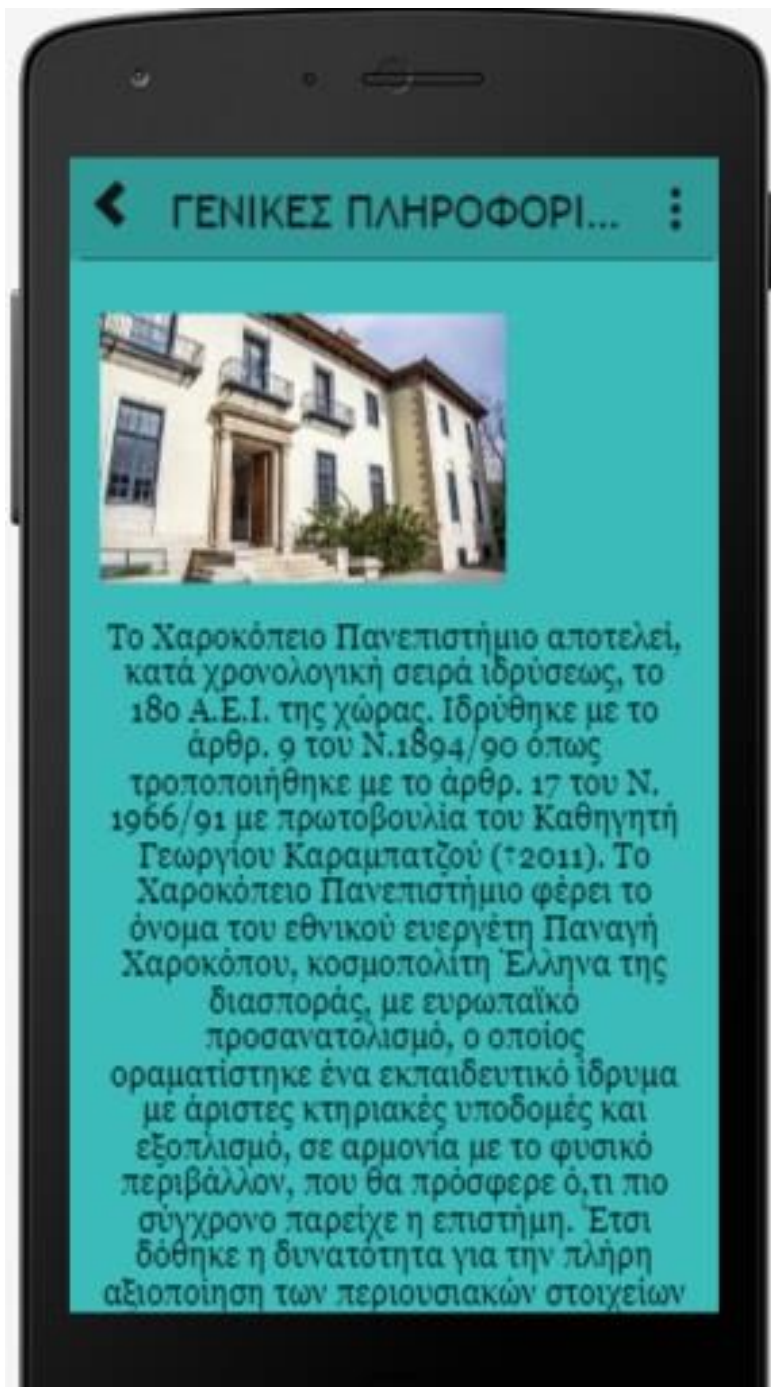 ΓΕΝΙΚΕΣ ΠΛΗΡΟΦΟΡΙ...
Το Χαροκόπειο Πανεπιστήμιο αποτελεί,
κατά χρονολογική σειρά ιδρύσεως, το
18ο Α.Ε.Ι. της χώρας. Ιδρύθηκε με το
άρθρ. 9 του Ν.1894/90 όπως
τροποποιήθηκε με το άρθρ. 17 του Ν.
1966/91 με πρωτοβουλία του Καθηγητή
Γεωργίου Καραμπατζού (†2011). Το
Χαροκόπειο Πανεπιστήμιο φέρει το
όνομα του εθνικού ευεργέτη Παναγή
Χαροκόπου, κοσμοπολίτη Έλληνα της
διασποράς, με ευρωπαϊκό
προσανατολισμό, ο οποίος
οραματίστηκε ένα εκπαιδευτικό ίδρυμα
με άριστες κτηριακές υποδομές και
εξοπλισμό, σε αρμονία με το φυσικό
περιβάλλον, που θα πρόσφερε ό,τι πιο
σύγχρονο παρείχε η επιστήμη. Έτσι
δόθηκε η δυνατότητα για την πλήρη
αξιοποίηση των περιουσιακών στοιχείων